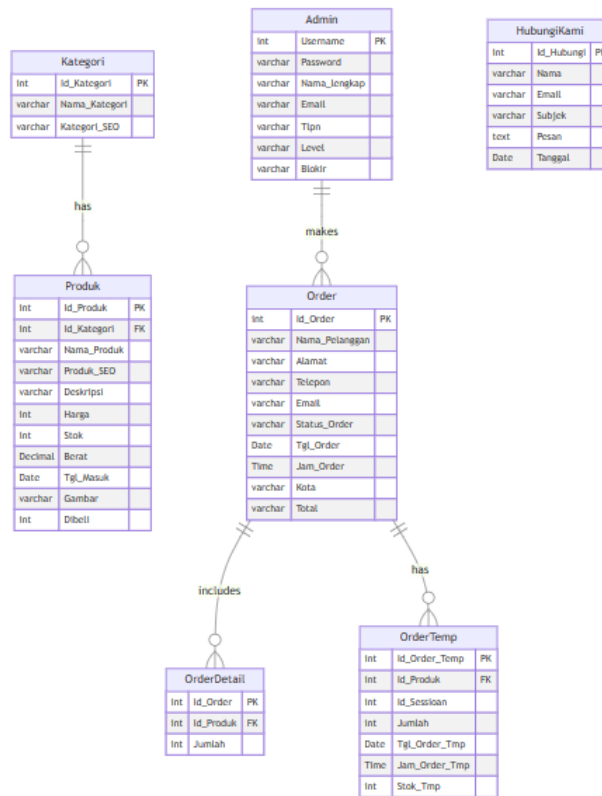 Admin
Int Username PK
varchar Password
varchar Nama_lengkap
varchar Email
varchar Tlpn
varchar Level
varchar Blokir
HubungiKami
Int Id_Hubungi
varchar Nama
varchar Email
varchar Subjek
text Pesan
Date Tanggal
Kategori
Int Id_Kategori PK
varchar Nama_Kategori
varchar Kategori_SEO
has
makes
Produk
Int Id_Produk PK
Int Id_Kategori FK
varchar Nama_Produk
varchar Produk_SEO
varchar Deskripsi
Int Harga
Int Stok
Decimal Berat
Date Tgl_Masuk
varchar Gambar
Int Dibeli
Order
Int Id_Order PK
varchar Nama_Pelanggan
varchar Alamat
varchar Telepon
varchar Email
varchar Status_Order
Date Tgl_Order
Time Jam_Order
varchar Kota
varchar Total
includes
has
OrderDetail
Int Id_Order PK
Int Id_Produk FK
Int Jumlah
OrderTemp
Int Id_Order_Temp PK
Int Id_Produk FK
Int Id_Sessioan
Int Jumlah
Date Tgl_Order_Tmp
Time Jam_Order_Tmp
Int Stok_Tmp